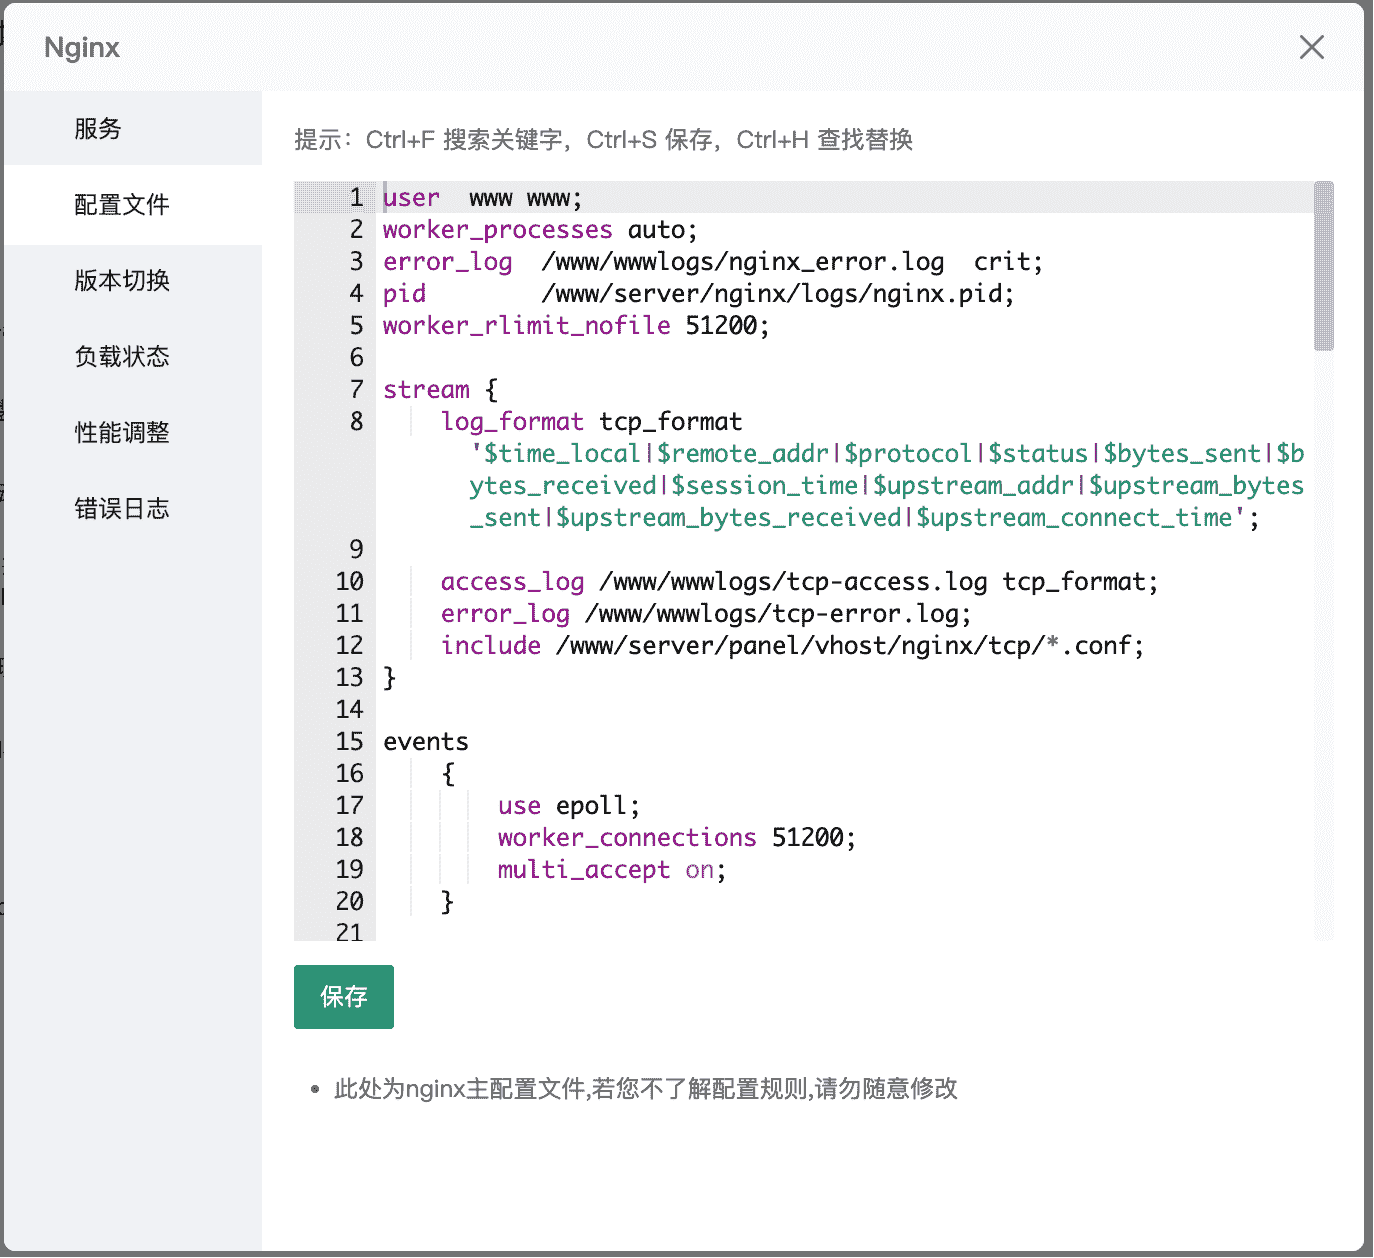 Nginx
服务
配置文件
版本切换
负载状态
性能调整
错误日志
提示：Ctrl+F 搜索关键字，Ctrl+S 保存，Ctrl+H 查找替换
1 user  www www;
2 worker_processes auto;
3 error_log  /www/wwwlogs/nginx_error.log  crit;
4 pid        /www/server/nginx/logs/nginx.pid;
5 worker_rlimit_nofile 51200;
6
7 stream {
8     log_format tcp_format
'$time_local|$remote_addr|$protocol|$status|$bytes_sent|$b
ytes_received|$session_time|$upstream_addr|$upstream_bytes
_sent|$upstream_bytes_received|$upstream_connect_time';
9
10     access_log /www/wwwlogs/tcp-access.log tcp_format;
11     error_log /www/wwwlogs/tcp-error.log;
12     include /www/server/panel/vhost/nginx/tcp/*.conf;
13 }
14
15 events
16     {
17         use epoll;
18         worker_connections 51200;
19         multi_accept on;
20     }
21
保存
• 此处为nginx主配置文件,若您不了解配置规则,请勿随意修改